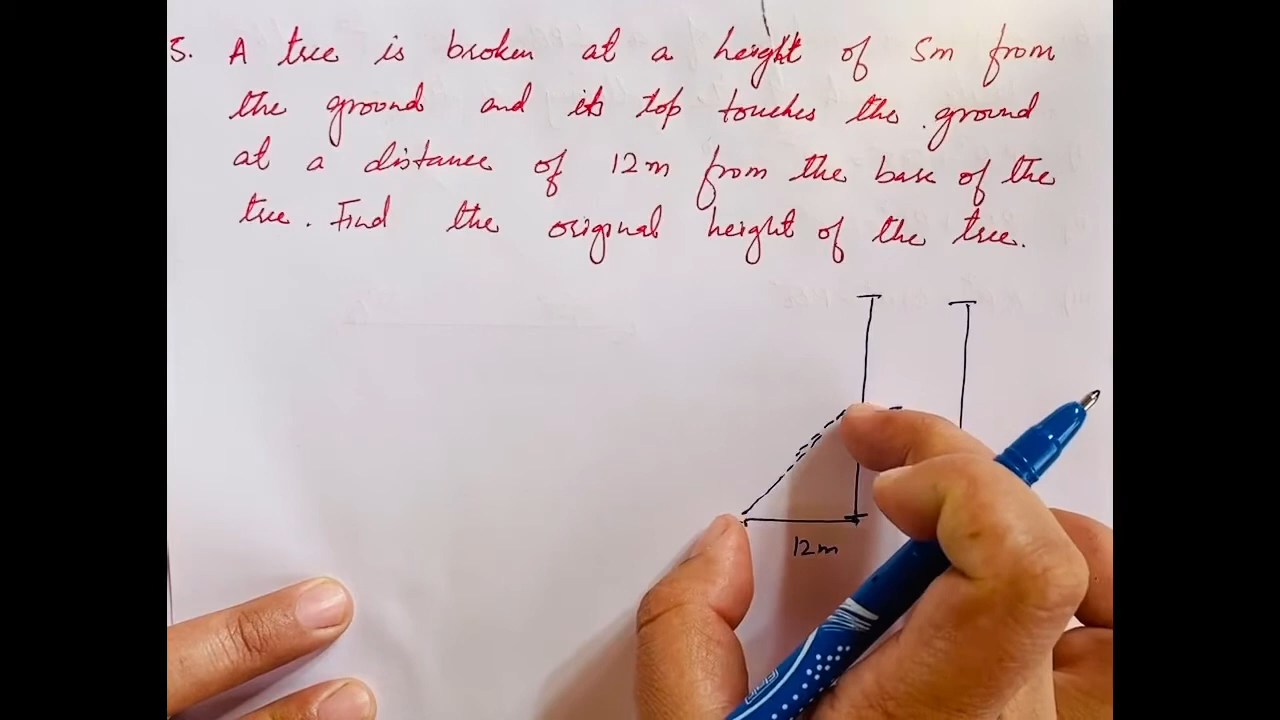 5. A tree is broken at a height of 5m from
the ground and its top touches the ground
at a distance of 12m from the base of the
tree. Find the original height of the tree.
12m